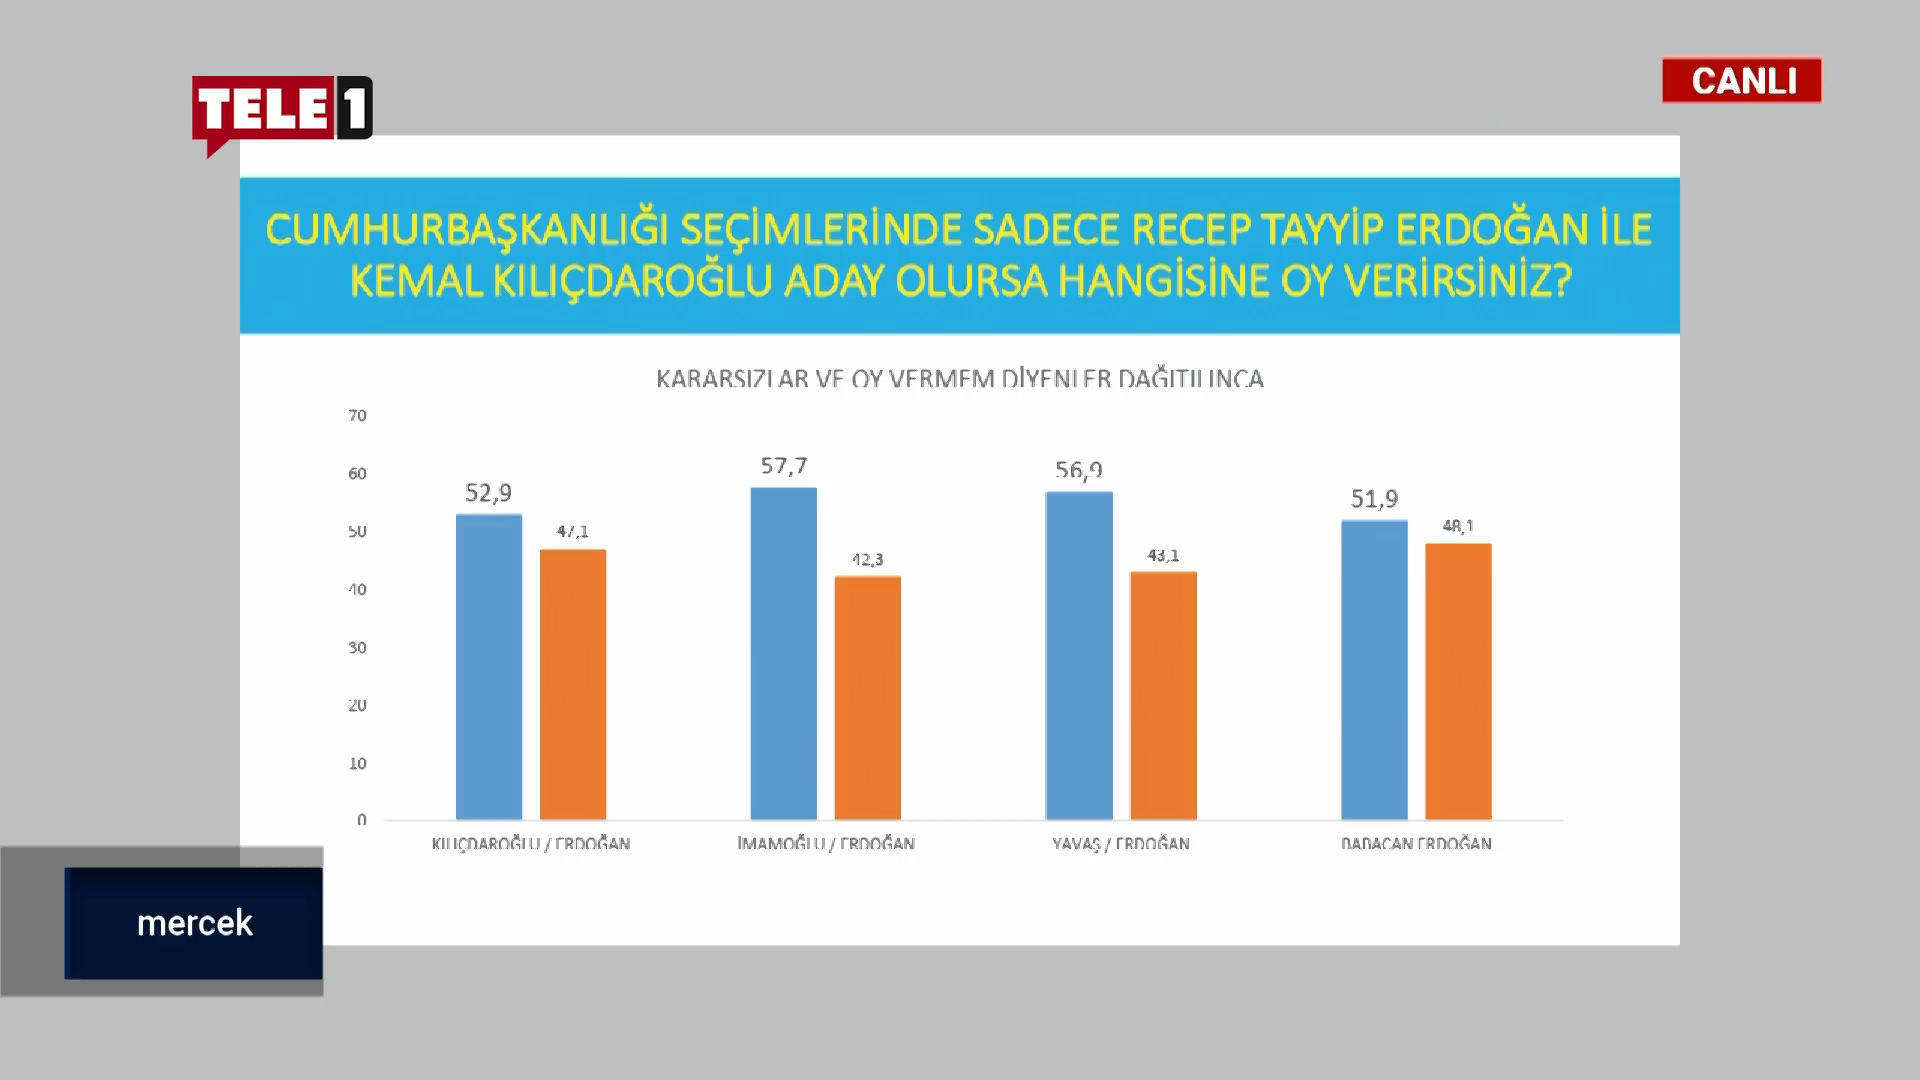 TELE1
CANLI
CUMHURBAŞKANLIĞI SEÇİMLERİNDE SADECE RECEP TAYYİP ERDOĞAN İLE
KEMAL KILIÇDAROĞLU ADAY OLURSA HANGİSİNE OY VERİRSİNİZ?
KARARSIZLAR VE OY VERMEM DİYENLER DAĞITILINCA
70
60
50
40
30
20
10
0
52,9
47,1
57,7
42,3
56,9
43,1
51,9
48,1
KILIÇDAROĞLU / ERDOĞAN
İMAMOĞLU / ERDOĞAN
YAVAŞ / ERDOĞAN
BABACAN ERDOĞAN
mercek